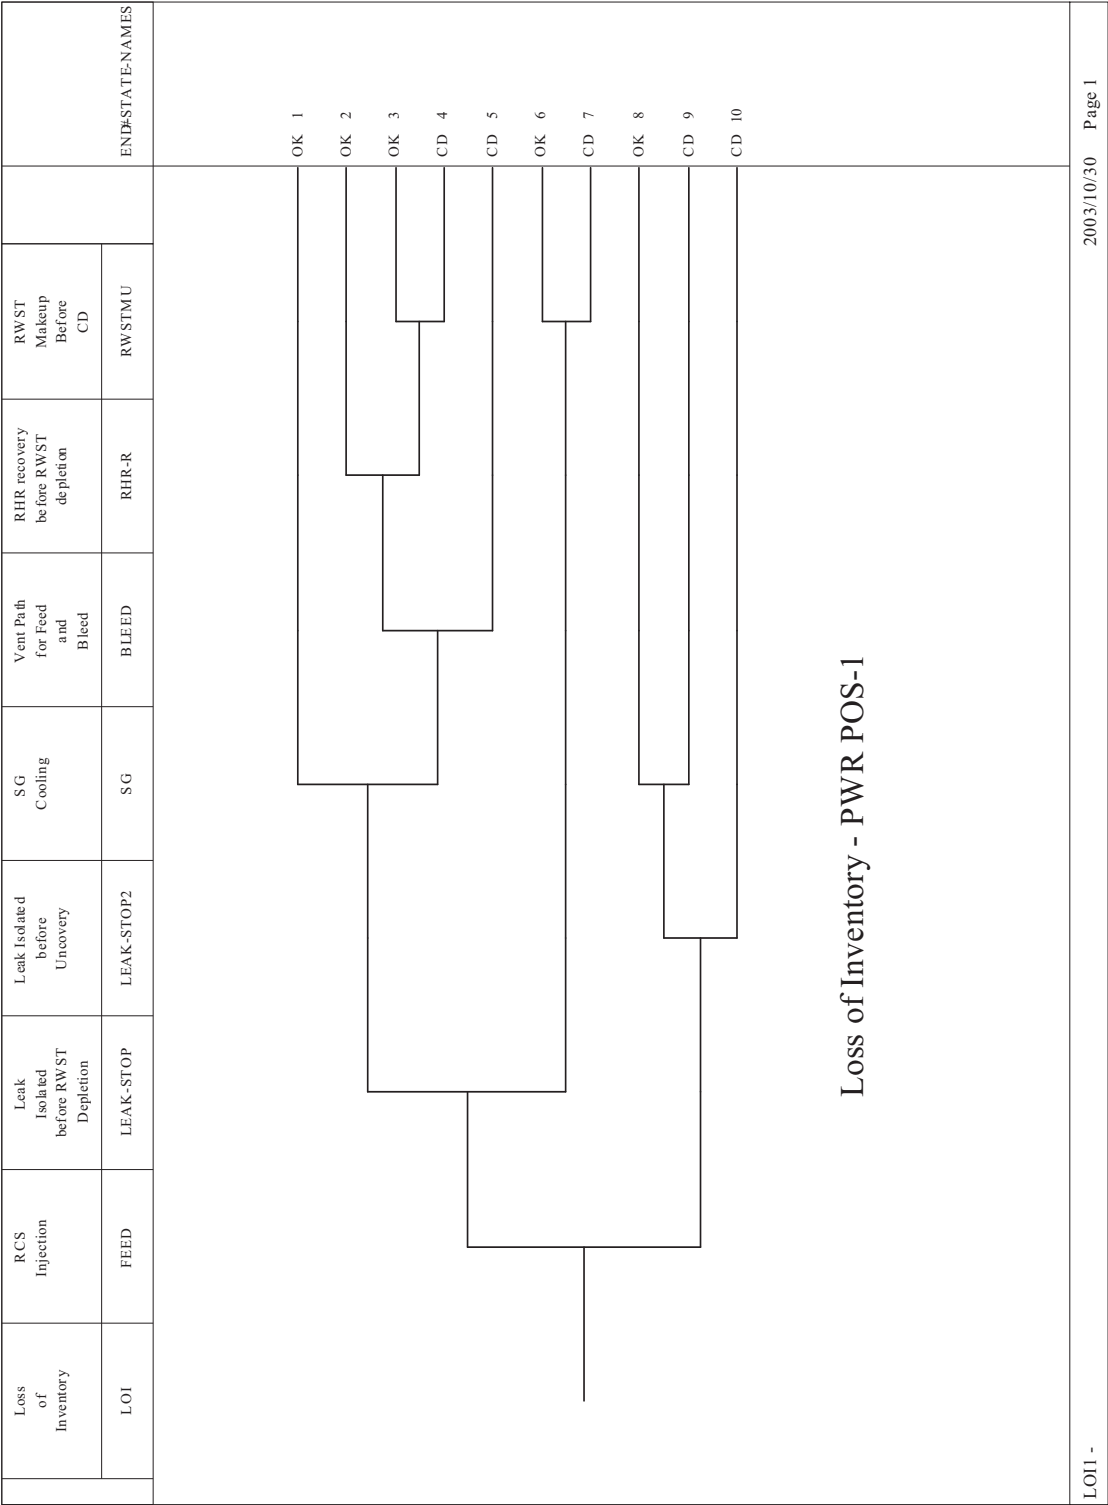 Loss
of
Inventory
RCS
Injection
Leak
Isolated
before RWST
Depletion
Leak Isolated
before
Uncovery
SG
Cooling
Vent Path
for Feed
and
Bleed
RHR recovery
before RWST
depletion
RWST
Makeup
Before
CD
LOI
FEED
LEAK-STOP
LEAK-STOP2
SG
BLEED
RHR-R
RWSTMU
END#STATE-NAMES
OK 1
OK 2
OK 3
CD 4
CD 5
OK 6
CD 7
OK 8
CD 9
CD 10
Loss of Inventory - PWR POS-1
LOI1 - 2003/10/30 Page 1